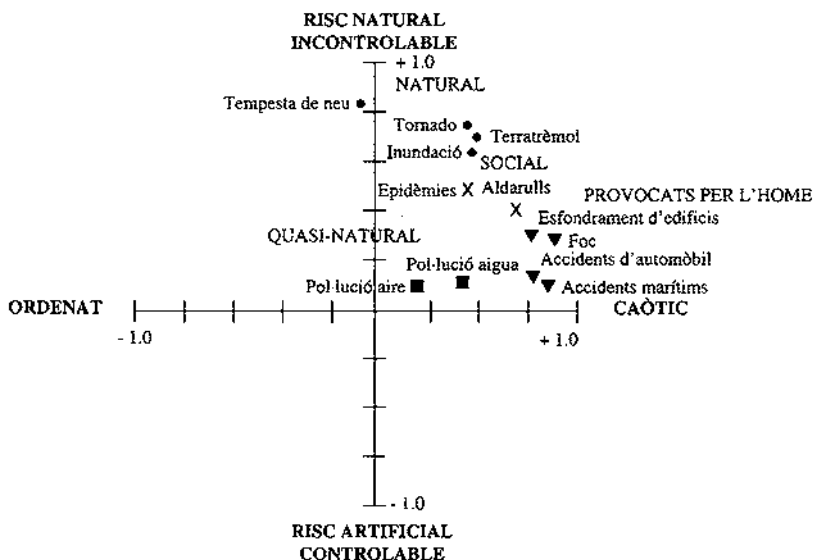 RISC NATURAL
INCONTROLABLE
+ 1.0
NATURAL
Tempesta de neu
Tornado
Terratrèmol
Inundació
SOCIAL
Epidèmies
Aldarulls
PROVOCATS PER L'HOME
Esfondrament d'edificis
QUASI-NATURAL
Foc
Pol·lució aigua
Accidents d'automòbil
Pol·lució aire
Accidents marítims
ORDENAT
CAÒTIC
- 1.0
+ 1.0
- 1.0
RISC ARTIFICIAL
CONTROLABLE